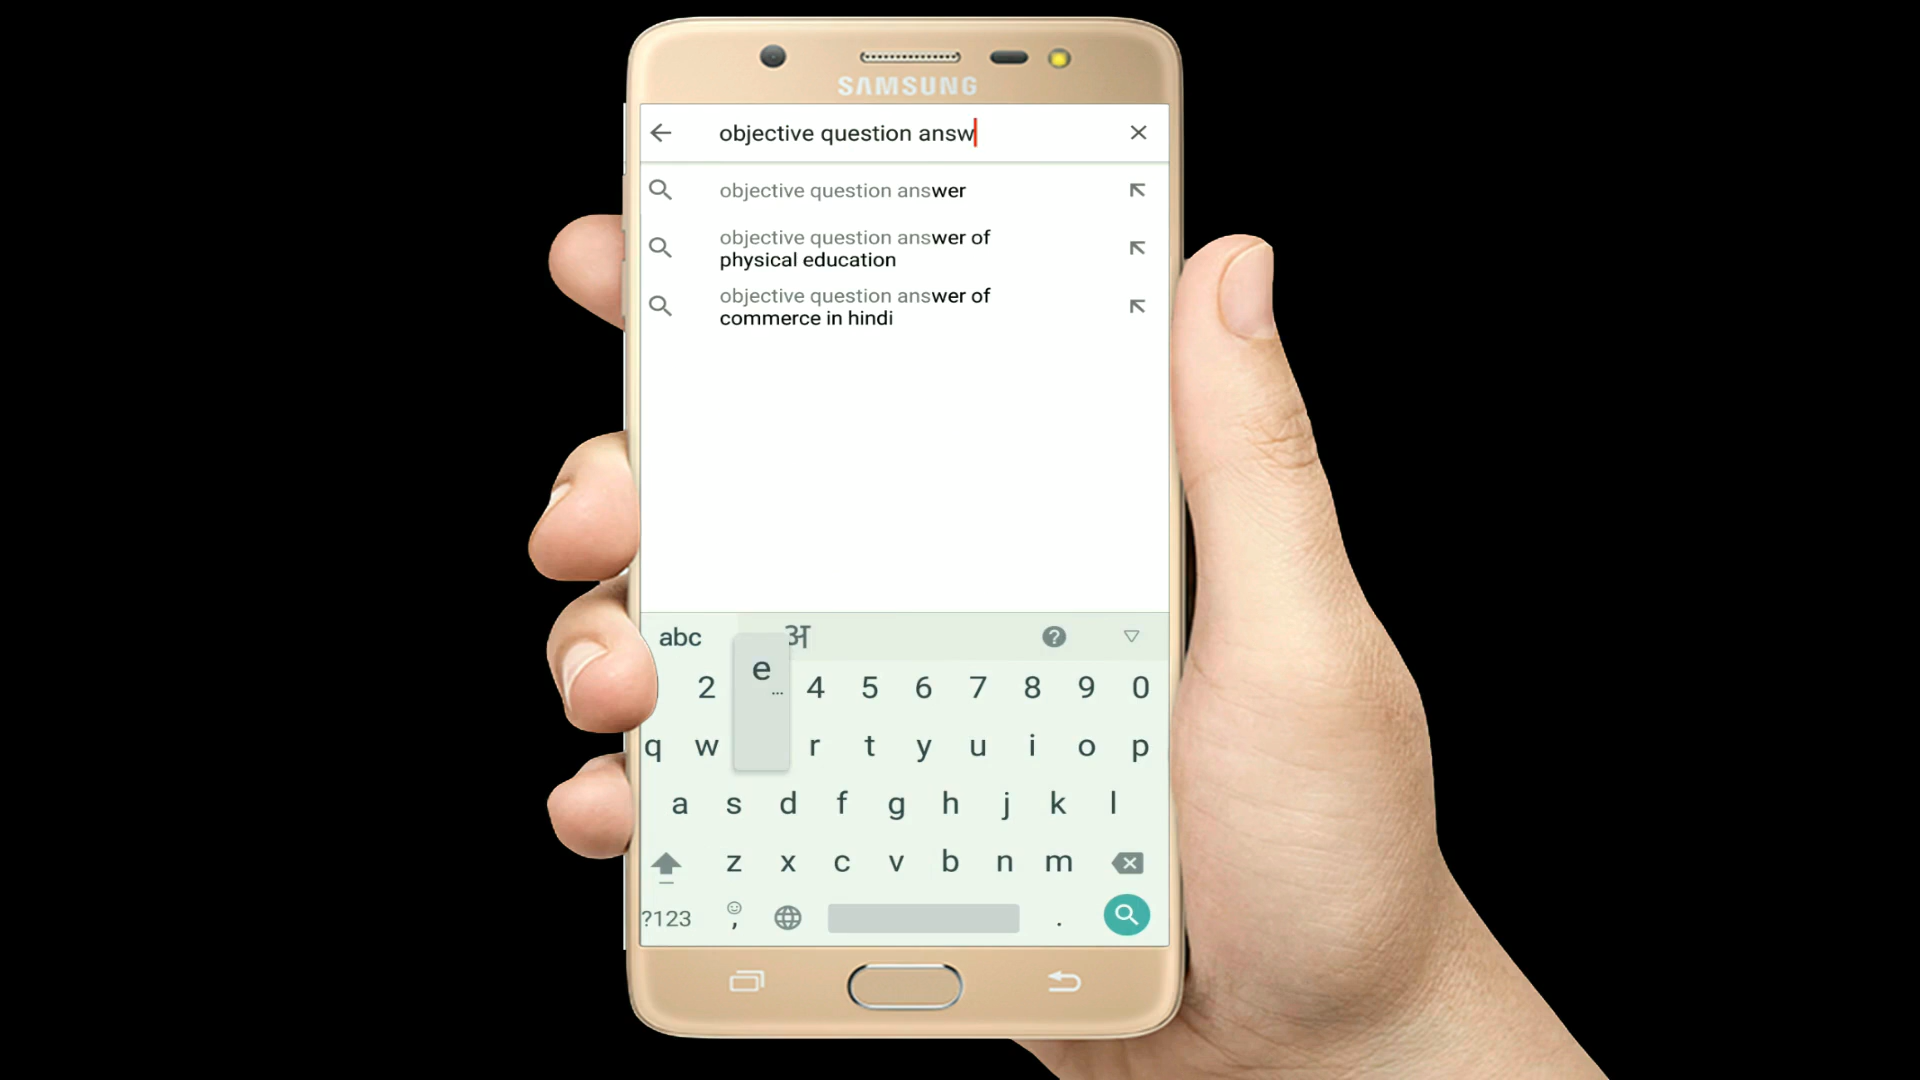 SAMSUNG
objective question answ
objective question answer
objective question answer of
physical education
objective question answer of
commerce in hindi
abc अ
e
...
2 4 5 6 7 8 9 0
q w r t y u i o p
a s d f g h j k l
z x c v b n m
?123 , .